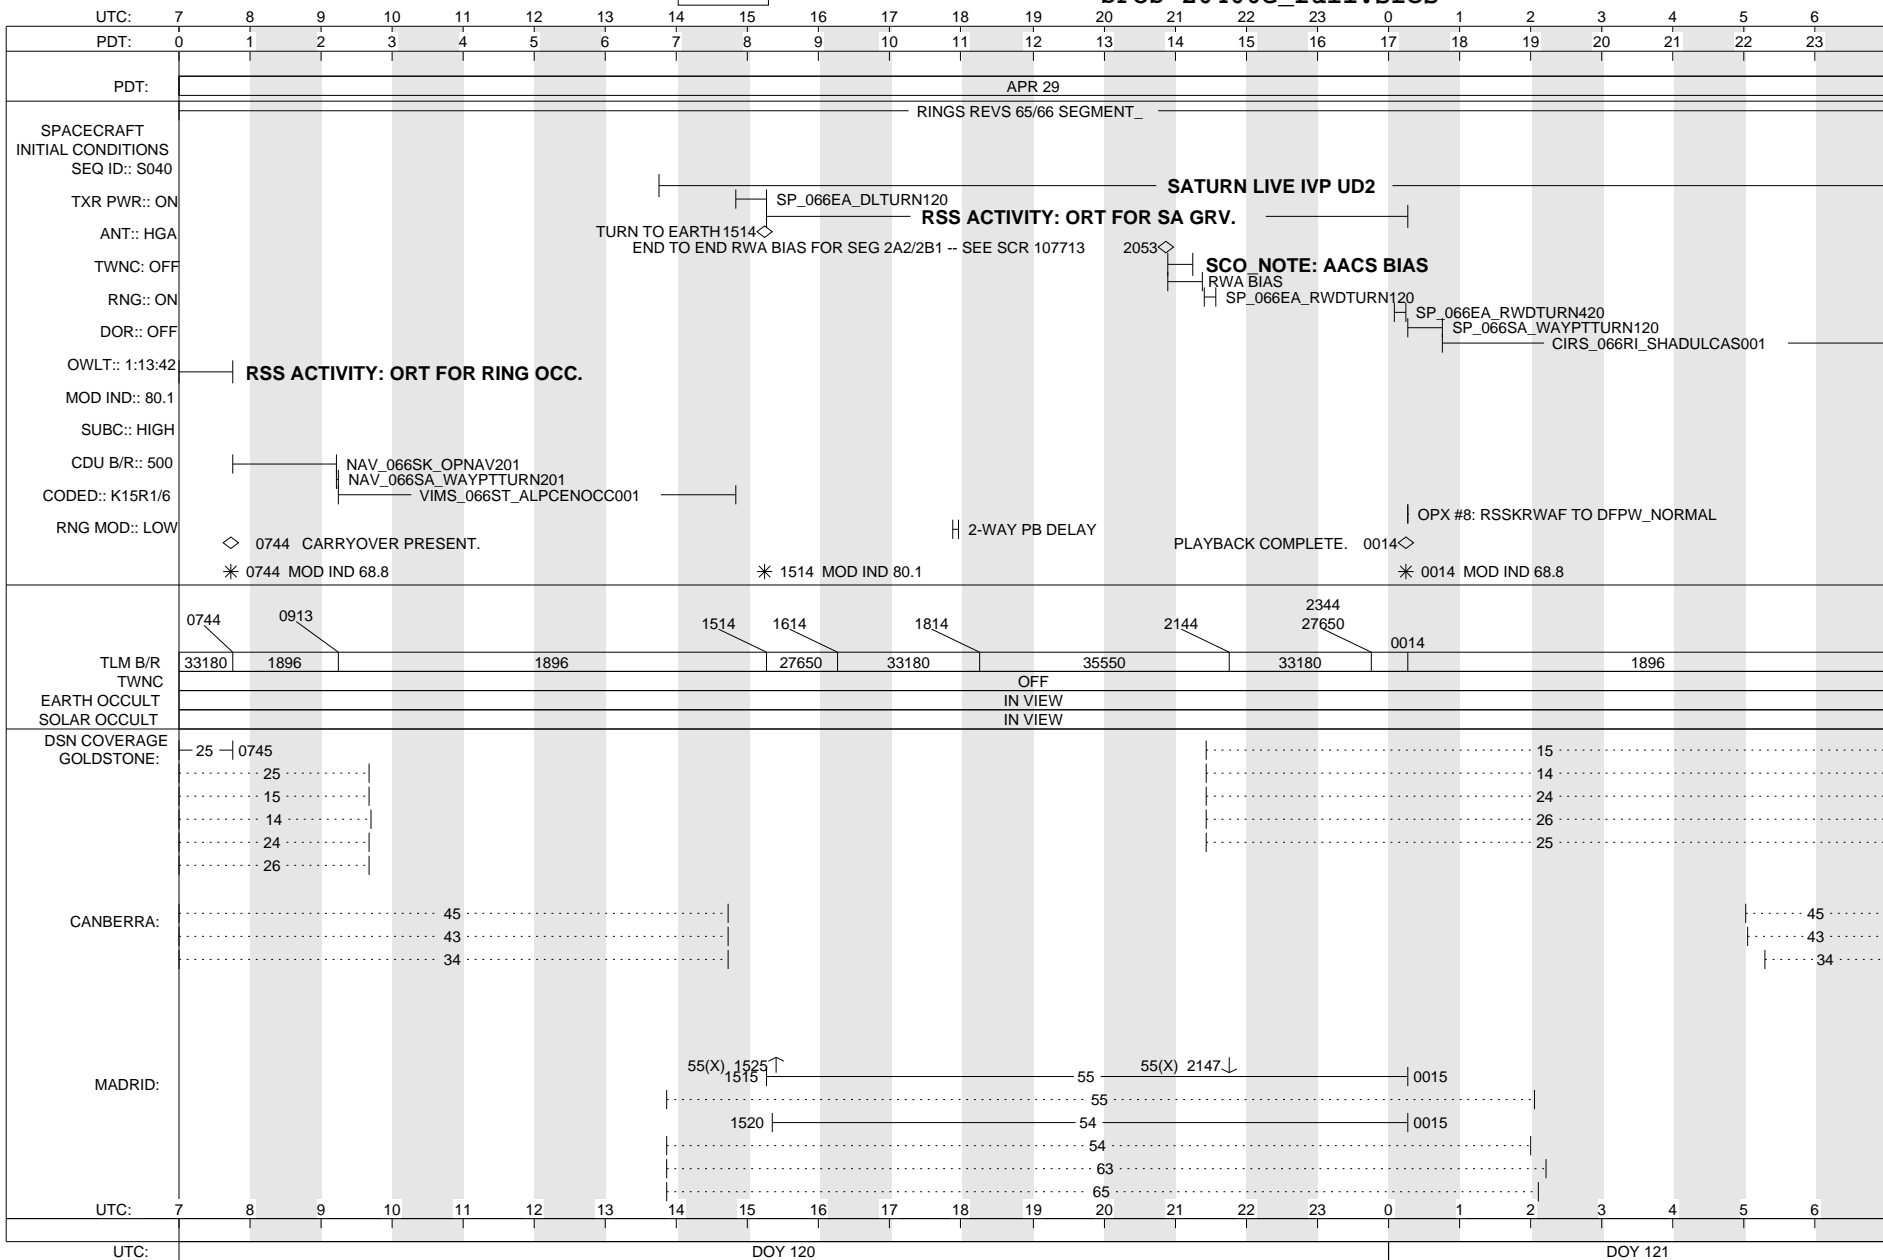 UTC: 7 8 9 10 11 12 13 14 15 16 17 18 19 20 21 22 23 0 1 2 3 4 5 6
PDT: 0 1 2 3 4 5 6 7 8 9 10 11 12 13 14 15 16 17 18 19 20 21 22 23
PDT: APR 29
RINGS REVS 65/66 SEGMENT_
SPACECRAFT
INITIAL CONDITIONS
SEQ ID:: S040
SATURN LIVE IVP UD2
TXR PWR:: ON
SP_066EA_DLTURN120
RSS ACTIVITY: ORT FOR SA GRV.
ANT:: HGA
TURN TO EARTH 1514
END TO END RWA BIAS FOR SEG 2A2/2B1 -- SEE SCR 107713 2053
TWNC: OFF
SCO_NOTE: AACS BIAS
RWA BIAS
RNG:: ON
SP_066EA_RWDTURN120
SP_066EA_RWDTURN420
DOR:: OFF
SP_066SA_WAYPTTURN120
CIRS_066RI_SHADULCAS001
OWLT:: 1:13:42
RSS ACTIVITY: ORT FOR RING OCC.
MOD IND:: 80.1
SUBC:: HIGH
CDU B/R:: 500
NAV_066SK_OPNAV201
NAV_066SA_WAYPTTURN201
CODED:: K15R1/6
VIMS_066ST_ALPCENOCC001
OPX #8: RSSKRWAF TO DFPW_NORMAL
RNG MOD:: LOW
2-WAY PB DELAY
0744 CARRYOVER PRESENT.
PLAYBACK COMPLETE. 0014
0744 MOD IND 68.8
1514 MOD IND 80.1
0014 MOD IND 68.8
0744 0913 1514 1614 1814 2144 2344
27650
0014
TLM B/R 33180 1896 1896 27650 33180 35550 33180 1896
TWNC OFF
EARTH OCCULT IN VIEW
SOLAR OCCULT IN VIEW
DSN COVERAGE
GOLDSTONE:
25 0745 15
25 14
15 24
14 26
24 25
26
CANBERRA:
45 45
43 43
34 34
MADRID:
55(X) 1525 55(X) 2147
1515 55 0015
55
1520 54 0015
54
63
65
UTC: 7 8 9 10 11 12 13 14 15 16 17 18 19 20 21 22 23 0 1 2 3 4 5 6
UTC: DOY 120 DOY 121